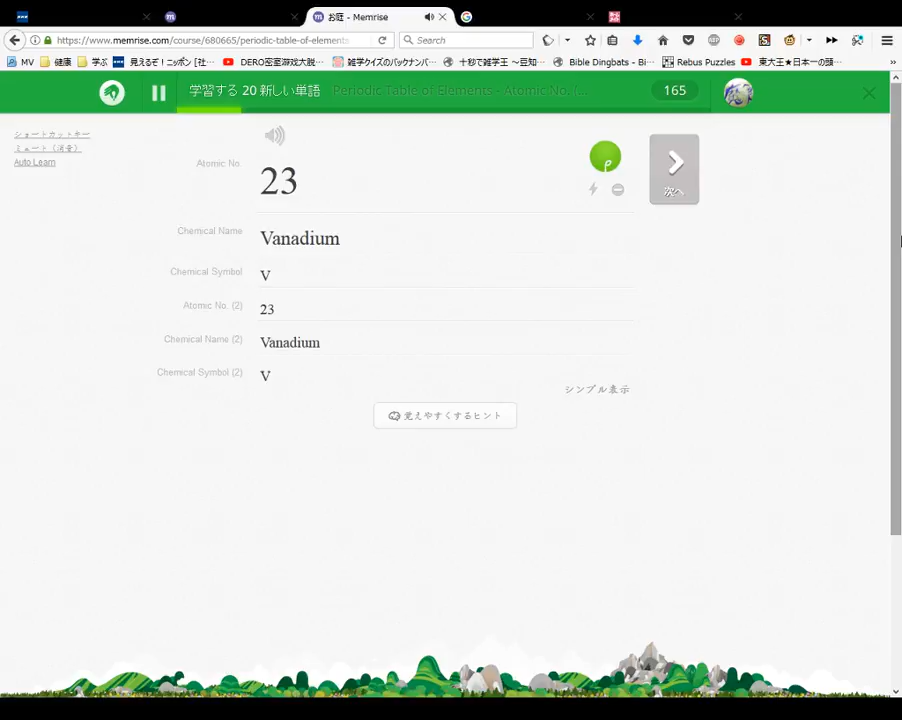 お庭 - Memrise
https://www.memrise.com/course/680665/periodic-table-of-elements
Search
MV
健康
学ぶ
見えるぞ！ニッポン [社…
DERO密室游戏大脱…
雑学クイズのバックナンバ…
十秒で雑学王 ～豆知…
Bible Dingbats - Bi…
Rebus Puzzles
東大王★日本一の頭…
学習する 20 新しい単語
Periodic Table of Elements - Atomic No. (…
165
ショートカットキー
ミュート（消音）
Auto Learn
Atomic No.
23
次へ
Chemical Name
Vanadium
Chemical Symbol
V
Atomic No. (2)
23
Chemical Name (2)
Vanadium
Chemical Symbol (2)
V
シンプル表示
覚えやすくするヒント